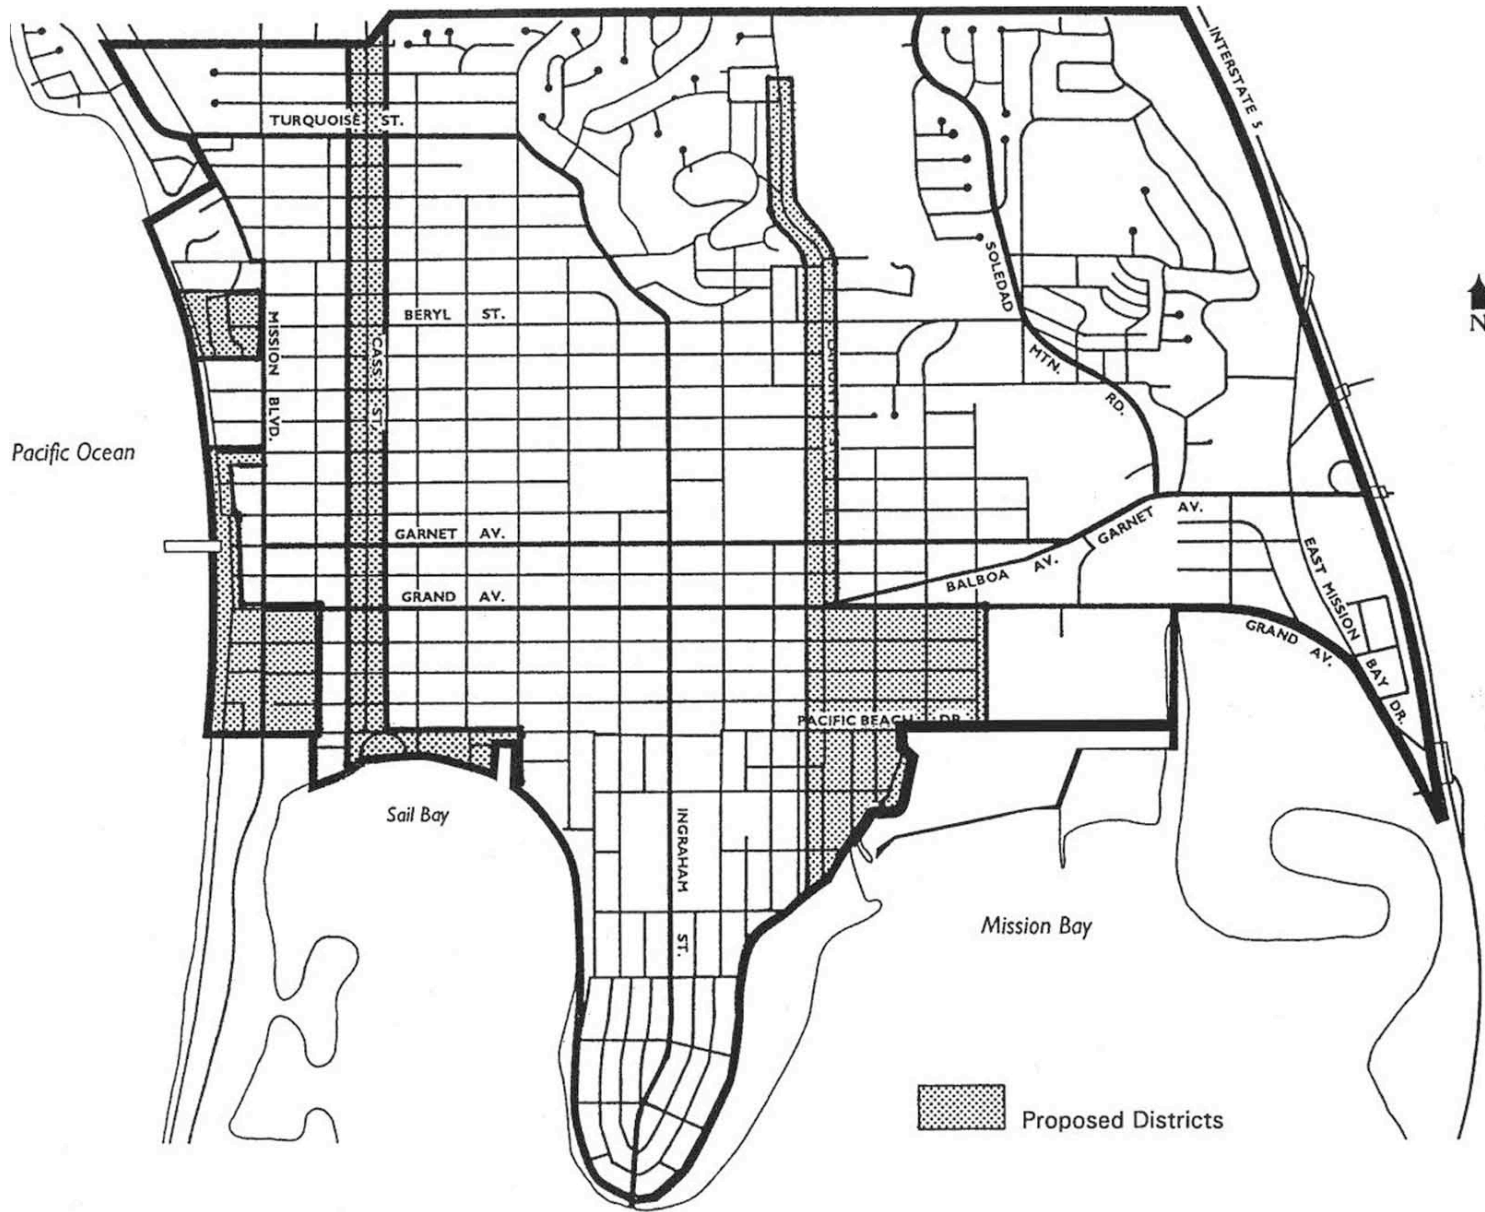 INTERSTATE 5
TURQUOISE ST.
SOLEDAD
MTN.
RD.
N
BERYL ST.
MISSION BLVD.
CASS ST.
Pacific Ocean
GARNET AV.
GARNET AV.
BALBOA AV.
GRAND AV.
EAST MISSION
BAY DR.
GRAND AV.
PACIFIC BEACH DR.
Sail Bay
INGRAHAM
ST.
Mission Bay
Proposed Districts